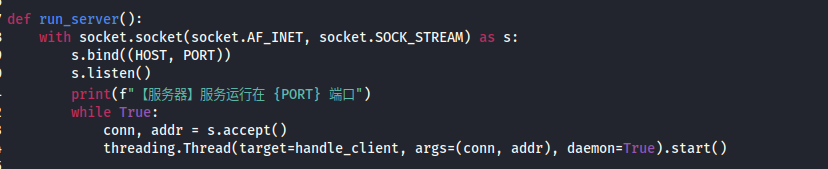 def run_server():
    with socket.socket(socket.AF_INET, socket.SOCK_STREAM) as s:
        s.bind((HOST, PORT))
        s.listen()
        print(f"【服务器】服务运行在 {PORT} 端口")
        while True:
            conn, addr = s.accept()
            threading.Thread(target=handle_client, args=(conn, addr), daemon=True).start()